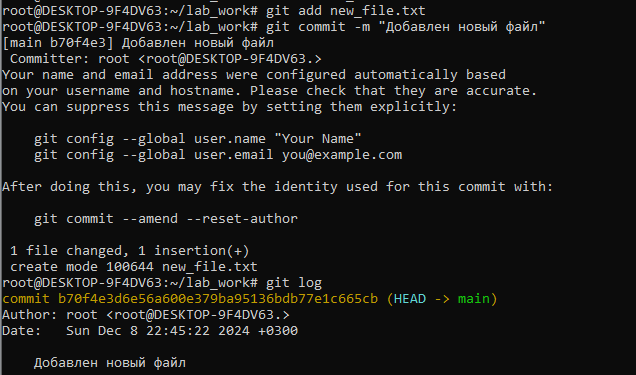 root@DESKTOP-9F4DV63:~/lab_work# git add new_file.txt
root@DESKTOP-9F4DV63:~/lab_work# git commit -m "Добавлен новый файл"
[main b70f4e3] Добавлен новый файл
 Committer: root <root@DESKTOP-9F4DV63.>
Your name and email address were configured automatically based
on your username and hostname. Please check that they are accurate.
You can suppress this message by setting them explicitly:

    git config --global user.name "Your Name"
    git config --global user.email you@example.com

After doing this, you may fix the identity used for this commit with:

    git commit --amend --reset-author

 1 file changed, 1 insertion(+)
 create mode 100644 new_file.txt
root@DESKTOP-9F4DV63:~/lab_work# git log
commit b70f4e3d6e56a600e379ba95136bdb77e1c665cb (HEAD -> main)
Author: root <root@DESKTOP-9F4DV63.>
Date:   Sun Dec 8 22:45:22 2024 +0300

    Добавлен новый файл